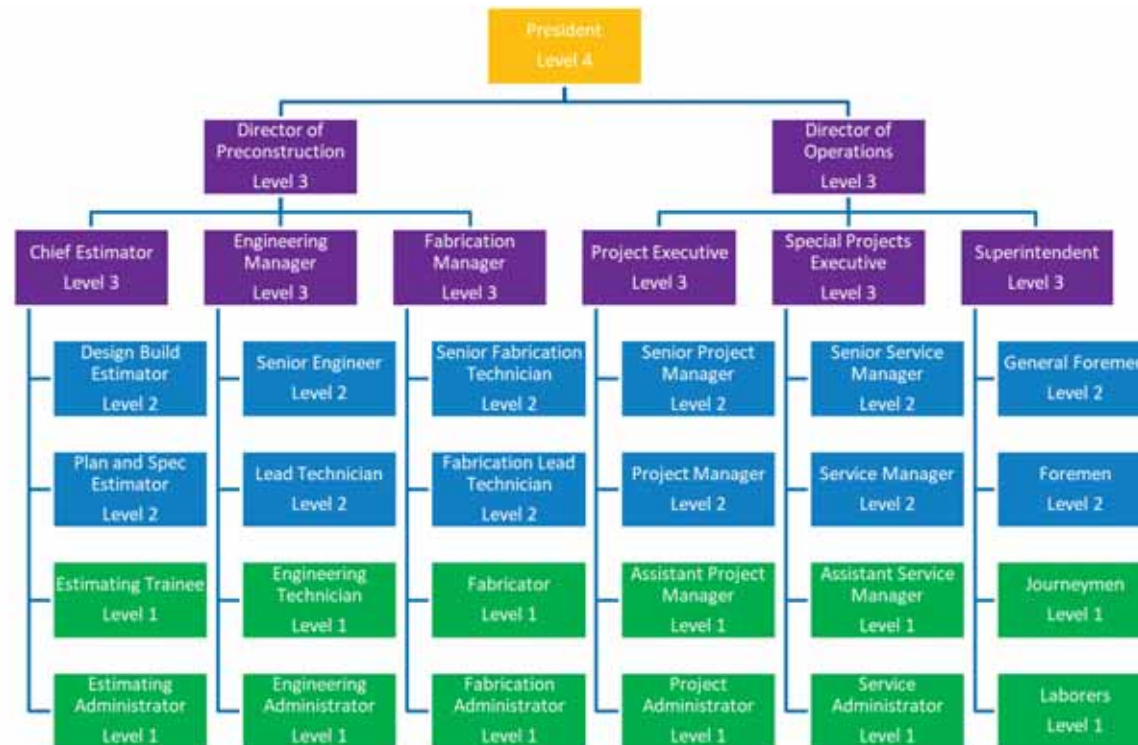 President
Level 4
Director of
Preconstruction
Level 3
Director of
Operations
Level 3
Chief Estimator
Level 3
Engineering
Manager
Level 3
Fabrication
Manager
Level 3
Project Executive
Level 3
Special Projects
Executive
Level 3
Superintendent
Level 3
Design Build
Estimator
Level 2
Senior Engineer
Level 2
Senior Fabrication
Technician
Level 2
Senior Project
Manager
Level 2
Senior Service
Manager
Level 2
General Foremen
Level 2
Plan and Spec
Estimator
Level 2
Lead Technician
Level 2
Fabrication Lead
Technician
Level 2
Project Manager
Level 2
Service Manager
Level 2
Foremen
Level 2
Estimating Trainee
Level 1
Engineering
Technician
Level 1
Fabricator
Level 1
Assistant Project
Manager
Level 1
Assistant Service
Manager
Level 1
Journeymen
Level 1
Estimating
Administrator
Level 1
Engineering
Administrator
Level 1
Fabrication
Administrator
Level 1
Project
Administrator
Level 1
Service
Administrator
Level 1
Laborers
Level 1